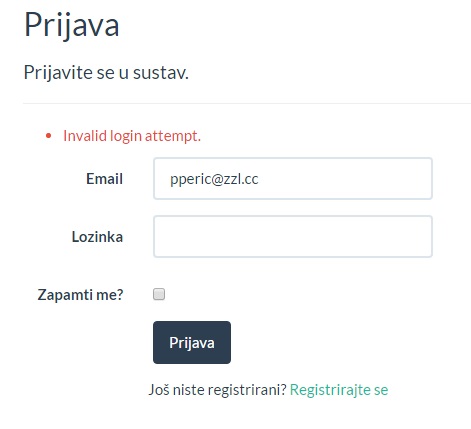 Prijava
Prijavite se u sustav.
Invalid login attempt.
Email pperic@zzl.cc
Lozinka
Zapamti me?
Prijava
Još niste registrirani? Registrirajte se